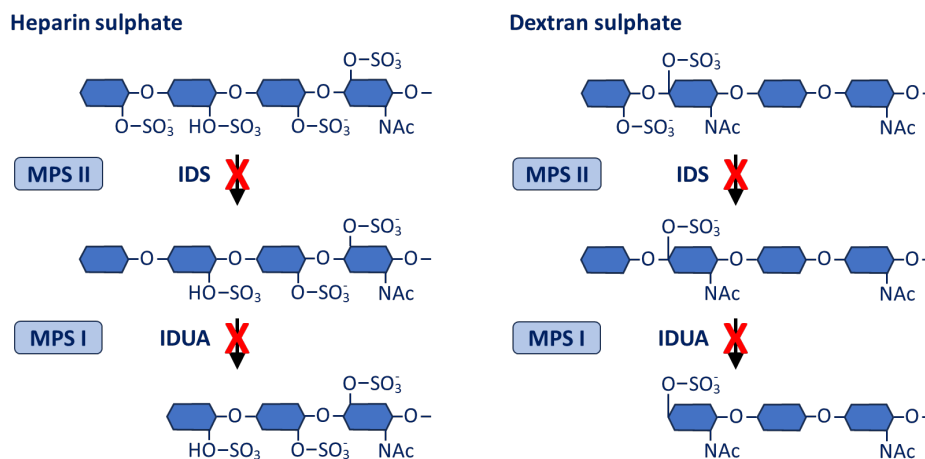 Heparin sulphate
O–SO₃⁻
O O O O
O–SO₃⁻ HO–SO₃⁻ O–SO₃⁻ NAc
MPS II IDS X
O–SO₃⁻
O O O O
HO–SO₃ O–SO₃⁻ NAc
MPS I IDUA X
O–SO₃⁻
O O O
HO–SO₃ O–SO₃⁻ NAc
Dextran sulphate
O–SO₃⁻
O O O O
O–SO₃⁻ NAc NAc
MPS II IDS X
O–SO₃⁻
O O O O
NAc NAc
MPS I IDUA X
O–SO₃⁻
O O O
NAc NAc